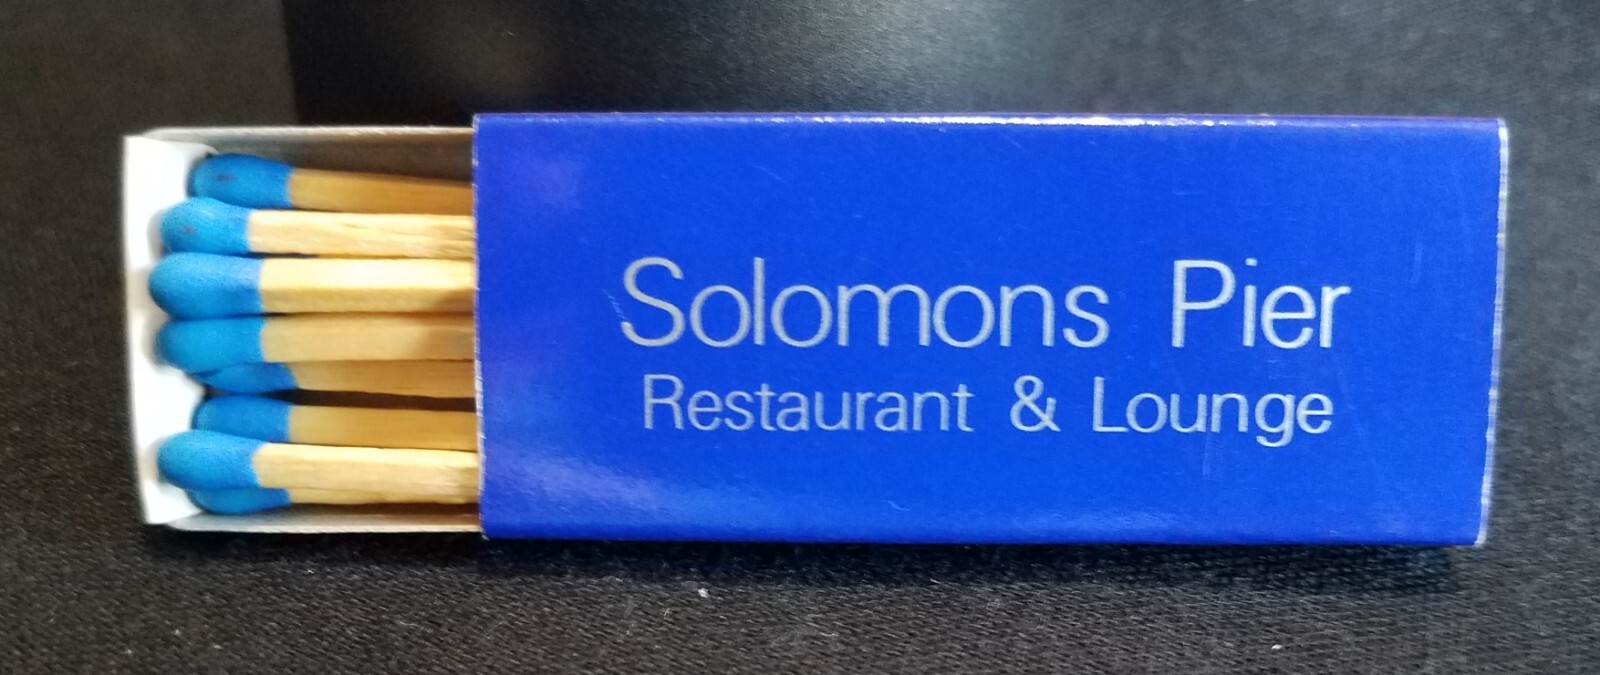 Solomons Pier
Restaurant & Lounge